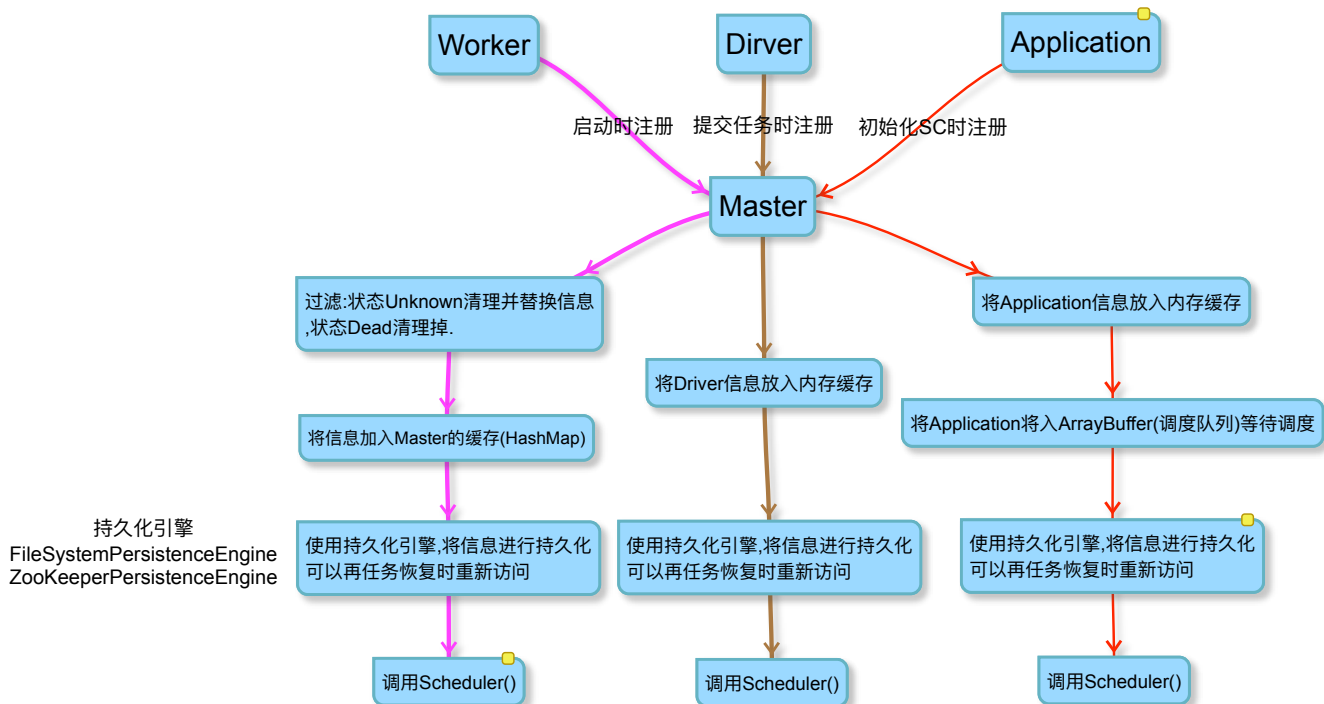 Worker
Dirver
Application
启动时注册
提交任务时注册
初始化SC时注册
Master
过滤:状态Unknown清理并替换信息
,状态Dead清理掉.
将Application信息放入内存缓存
将Driver信息放入内存缓存
将Application将入ArrayBuffer(调度队列)等待调度
将信息加入Master的缓存(HashMap)
持久化引擎
FileSystemPersistenceEngine
ZooKeeperPersistenceEngine
使用持久化引擎,将信息进行持久化
可以再任务恢复时重新访问
使用持久化引擎,将信息进行持久化
可以再任务恢复时重新访问
使用持久化引擎,将信息进行持久化
可以再任务恢复时重新访问
调用Scheduler()
调用Scheduler()
调用Scheduler()